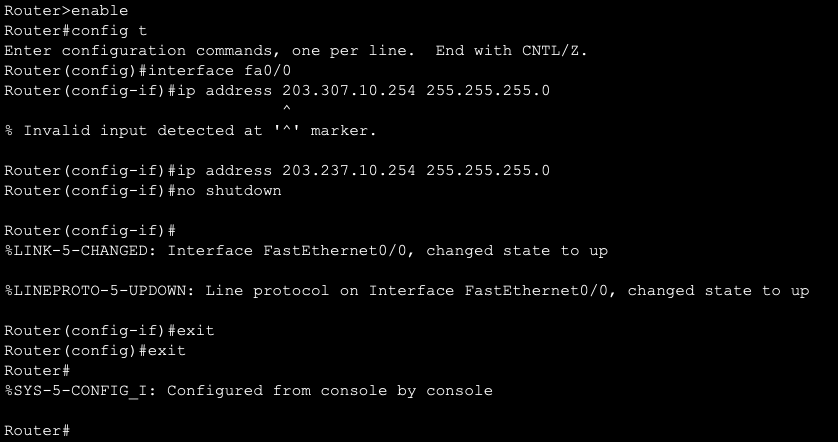 Router>enable
Router#config t
Enter configuration commands, one per line.  End with CNTL/Z.
Router(config)#interface fa0/0
Router(config-if)#ip address 203.307.10.254 255.255.255.0
                              ^
% Invalid input detected at '^' marker.

Router(config-if)#ip address 203.237.10.254 255.255.255.0
Router(config-if)#no shutdown

Router(config-if)#
%LINK-5-CHANGED: Interface FastEthernet0/0, changed state to up

%LINEPROTO-5-UPDOWN: Line protocol on Interface FastEthernet0/0, changed state to up

Router(config-if)#exit
Router(config)#exit
Router#
%SYS-5-CONFIG_I: Configured from console by console

Router#